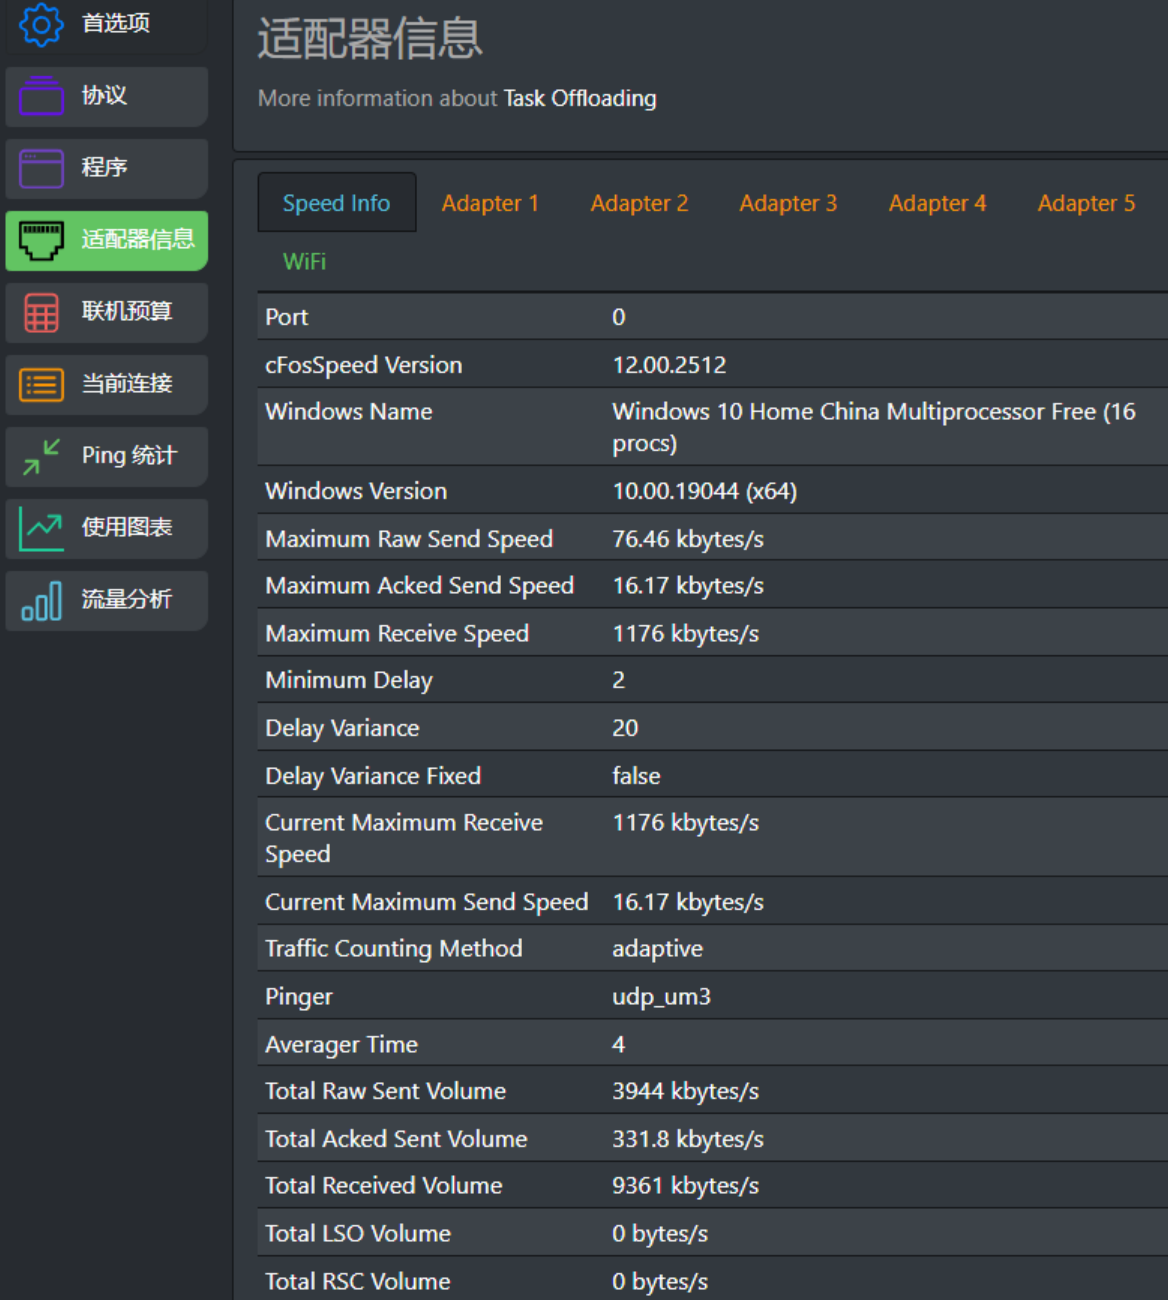 首选项
协议
程序
适配器信息
联机预算
当前连接
Ping 统计
使用图表
流量分析
适配器信息
More information about Task Offloading
Speed Info Adapter 1 Adapter 2 Adapter 3 Adapter 4 Adapter 5
WiFi
Port 0
cFosSpeed Version 12.00.2512
Windows Name Windows 10 Home China Multiprocessor Free (16
procs)
Windows Version 10.00.19044 (x64)
Maximum Raw Send Speed 76.46 kbytes/s
Maximum Acked Send Speed 16.17 kbytes/s
Maximum Receive Speed 1176 kbytes/s
Minimum Delay 2
Delay Variance 20
Delay Variance Fixed false
Current Maximum Receive 1176 kbytes/s
Speed
Current Maximum Send Speed 16.17 kbytes/s
Traffic Counting Method adaptive
Pinger udp_um3
Averager Time 4
Total Raw Sent Volume 3944 kbytes/s
Total Acked Sent Volume 331.8 kbytes/s
Total Received Volume 9361 kbytes/s
Total LSO Volume 0 bytes/s
Total RSC Volume 0 bytes/s